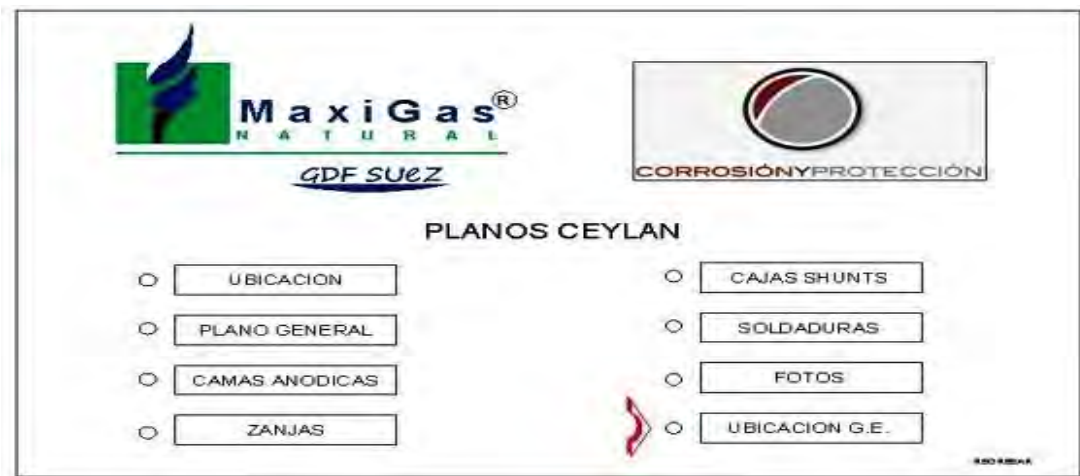 MaxiGas®
NATURAL
GDF SUEZ
CORROSIÓNYPROTECCIÓN
PLANOS CEYLAN
UBICACION
PLANO GENERAL
CAMAS ANODICAS
ZANJAS
CAJAS SHUNTS
SOLDADURAS
FOTOS
UBICACION G.E.